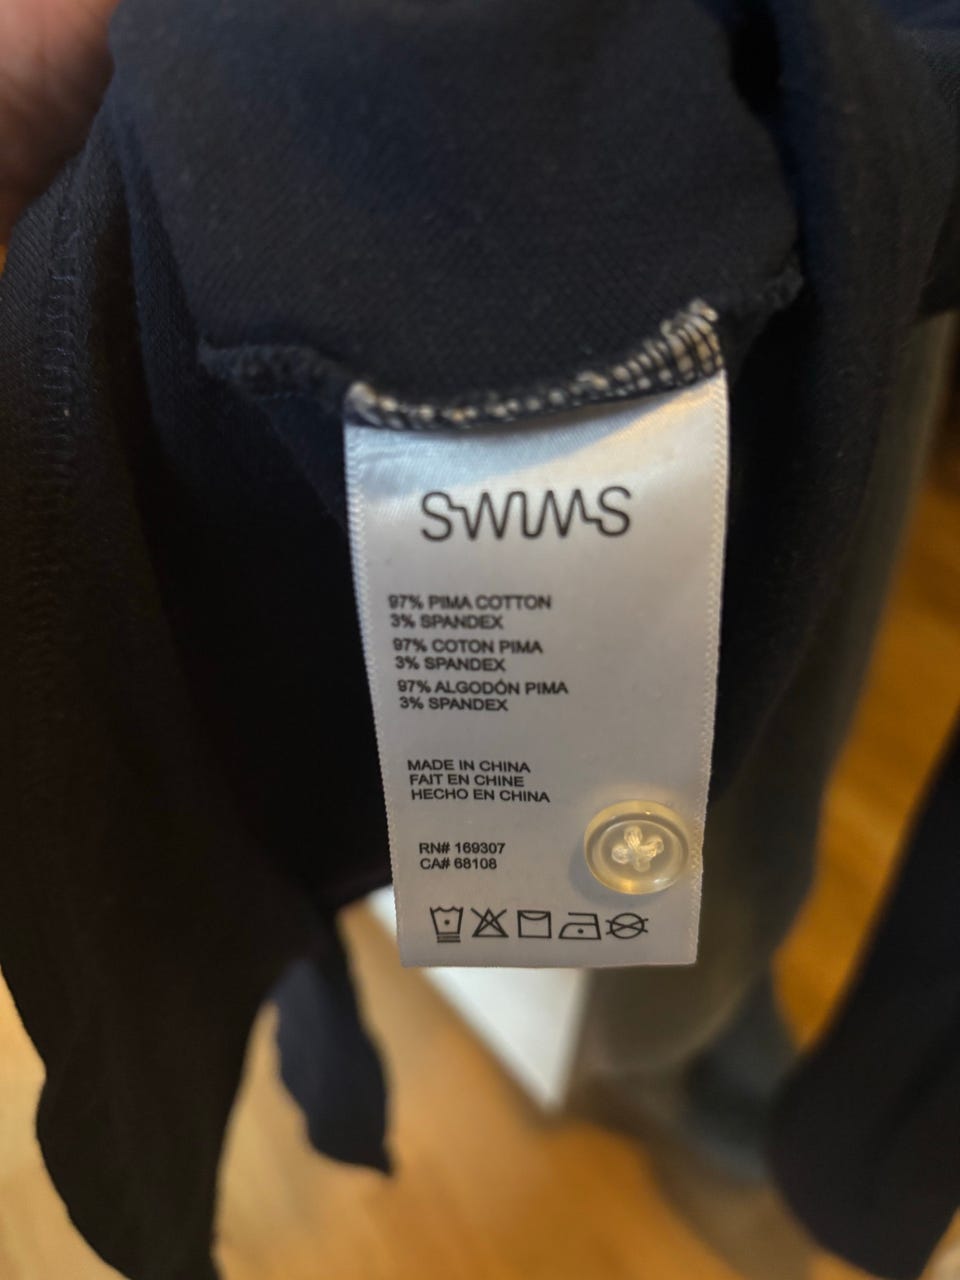 SWIMS
97% PIMA COTTON
3% SPANDEX
97% COTON PIMA
3% SPANDEX
97% ALGODÓN PIMA
3% SPANDEX
MADE IN CHINA
FAIT EN CHINE
HECHO EN CHINA
RN# 169307
CA# 68108